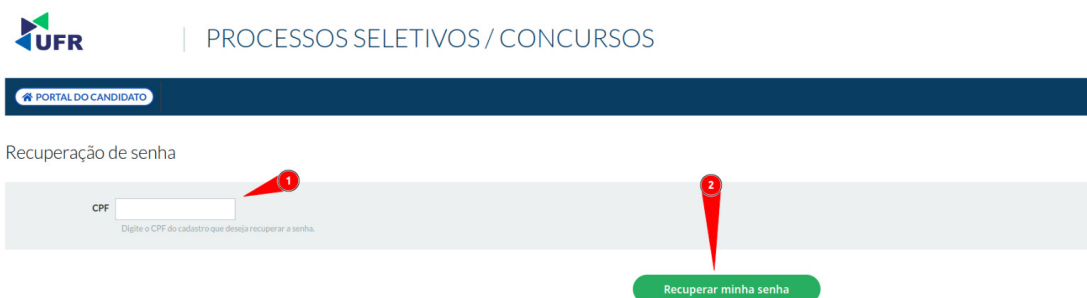 UFR
PROCESSOS SELETIVOS / CONCURSOS
PORTAL DO CANDIDATO
Recuperação de senha
1
2
CPF
Digite o CPF do cadastro que deseja recuperar a senha.
Recuperar minha senha